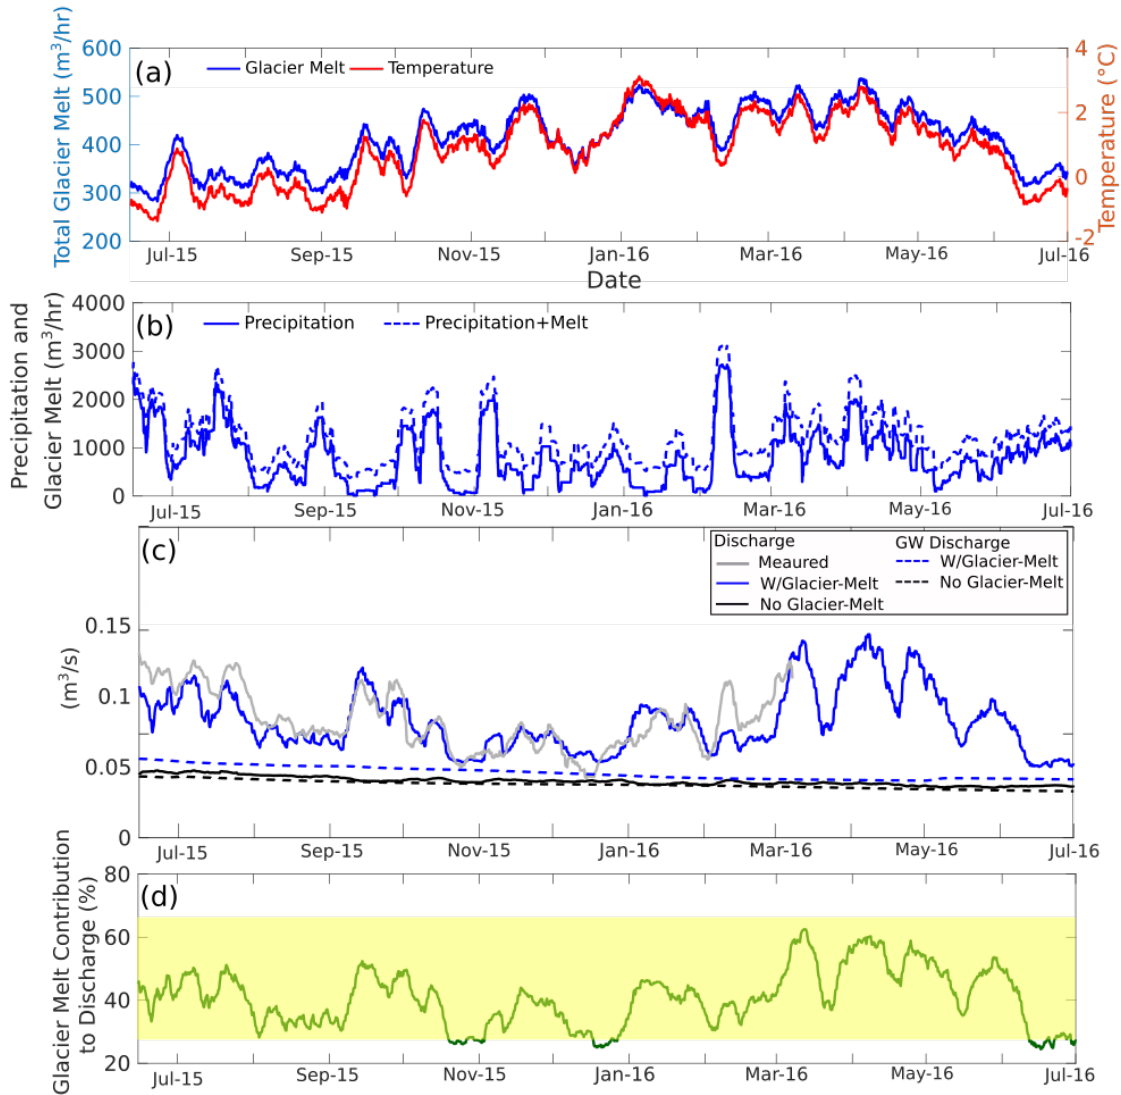 Total Glacier Melt (m³/hr)
600
500
400
300
200
(a)
Glacier Melt
Temperature
4
2
0
-2
Temperature (°C)
Jul-15
Sep-15
Nov-15
Jan-16
Mar-16
May-16
Jul-16
Date
Precipitation and
Glacier Melt (m³/hr)
4000
3000
2000
1000
0
(b)
Precipitation
Precipitation+Melt
Jul-15
Sep-15
Nov-15
Jan-16
Mar-16
May-16
Jul-16
(c)
Discharge
Meaured
W/Glacier-Melt
No Glacier-Melt
GW Discharge
W/Glacier-Melt
No Glacier-Melt
(m³/s)
0.15
0.1
0.05
0
Jul-15
Sep-15
Nov-15
Jan-16
Mar-16
May-16
Jul-16
Glacier Melt Contribution
to Discharge (%)
80
60
40
20
(d)
Jul-15
Sep-15
Nov-15
Jan-16
Mar-16
May-16
Jul-16